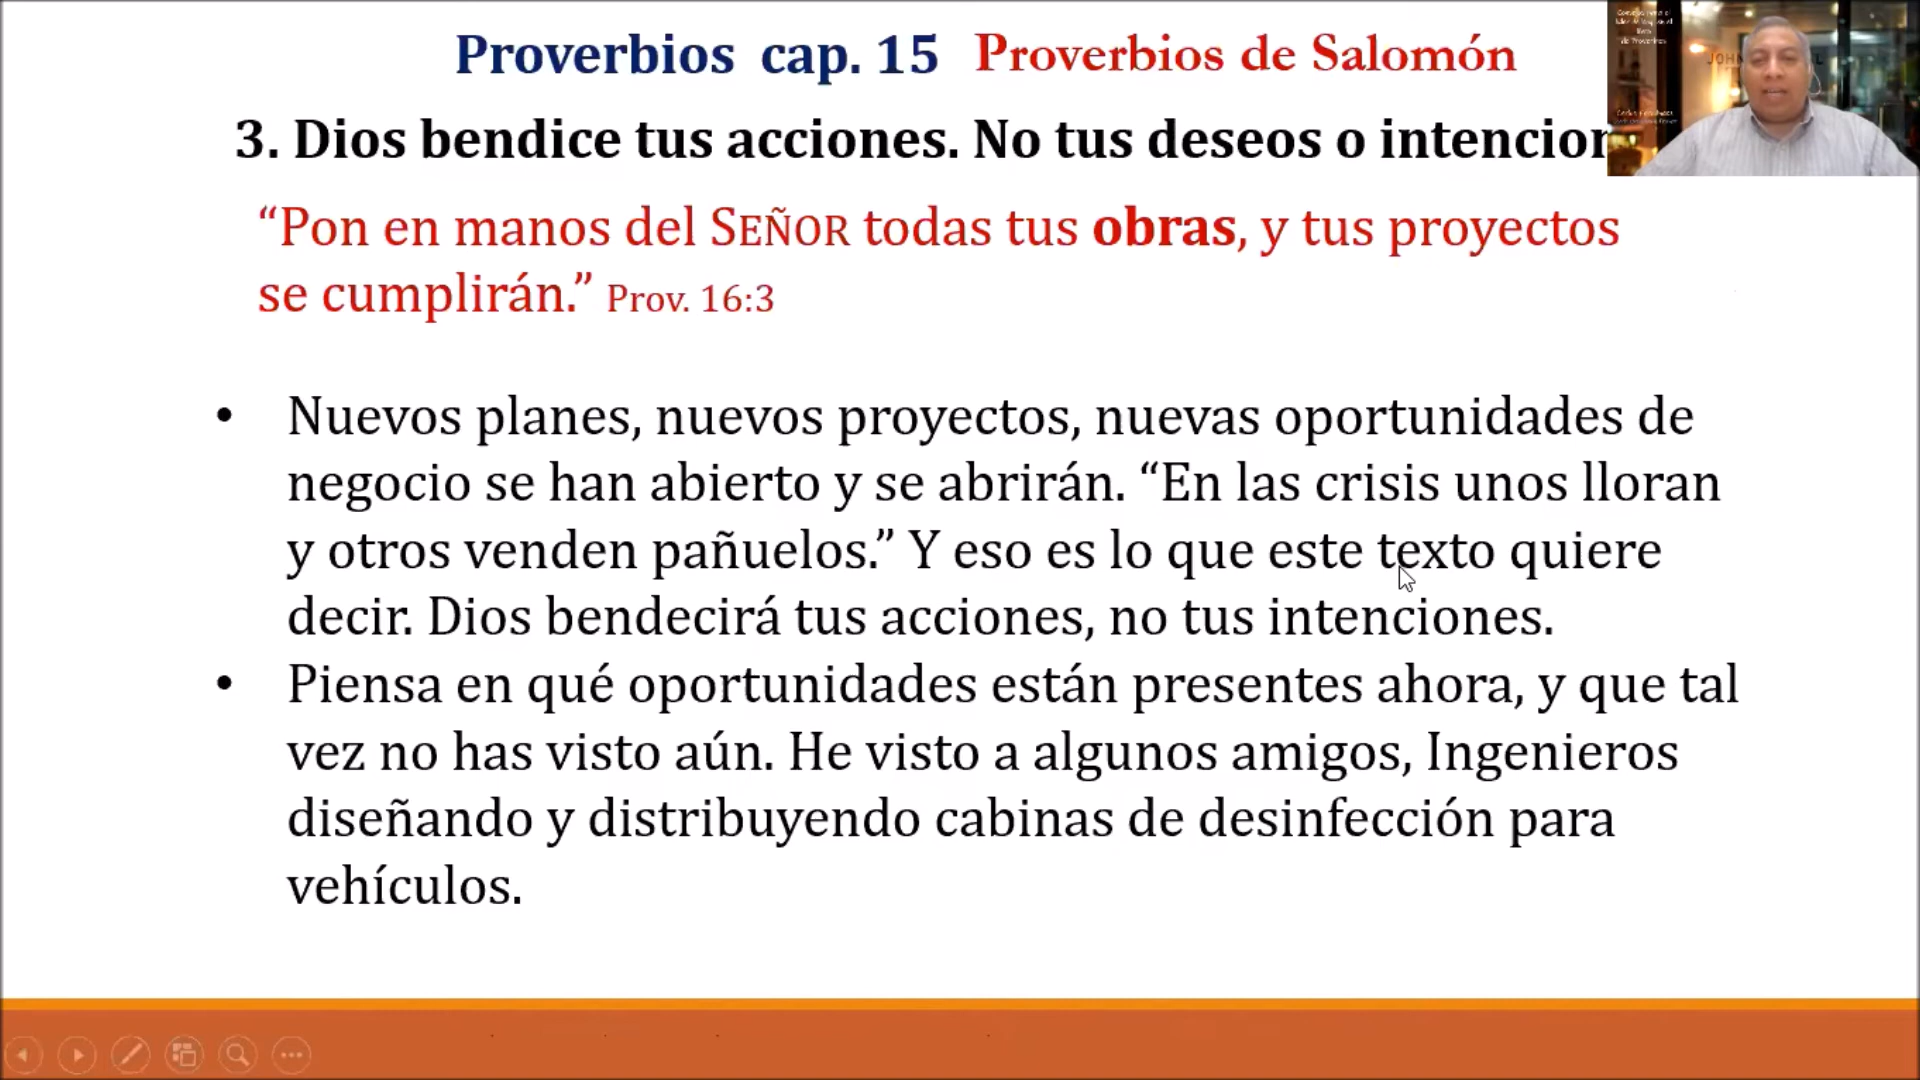 Proverbios cap. 15 Proverbios de Salomón
3. Dios bendice tus acciones. No tus deseos o intencion
“Pon en manos del SEÑOR todas tus obras, y tus proyectos
se cumplirán.” Prov. 16:3
• Nuevos planes, nuevos proyectos, nuevas oportunidades de
negocio se han abierto y se abrirán. “En las crisis unos lloran
y otros venden pañuelos.” Y eso es lo que este texto quiere
decir. Dios bendecirá tus acciones, no tus intenciones.
• Piensa en qué oportunidades están presentes ahora, y que tal
vez no has visto aún. He visto a algunos amigos, Ingenieros
diseñando y distribuyendo cabinas de desinfección para
vehículos.